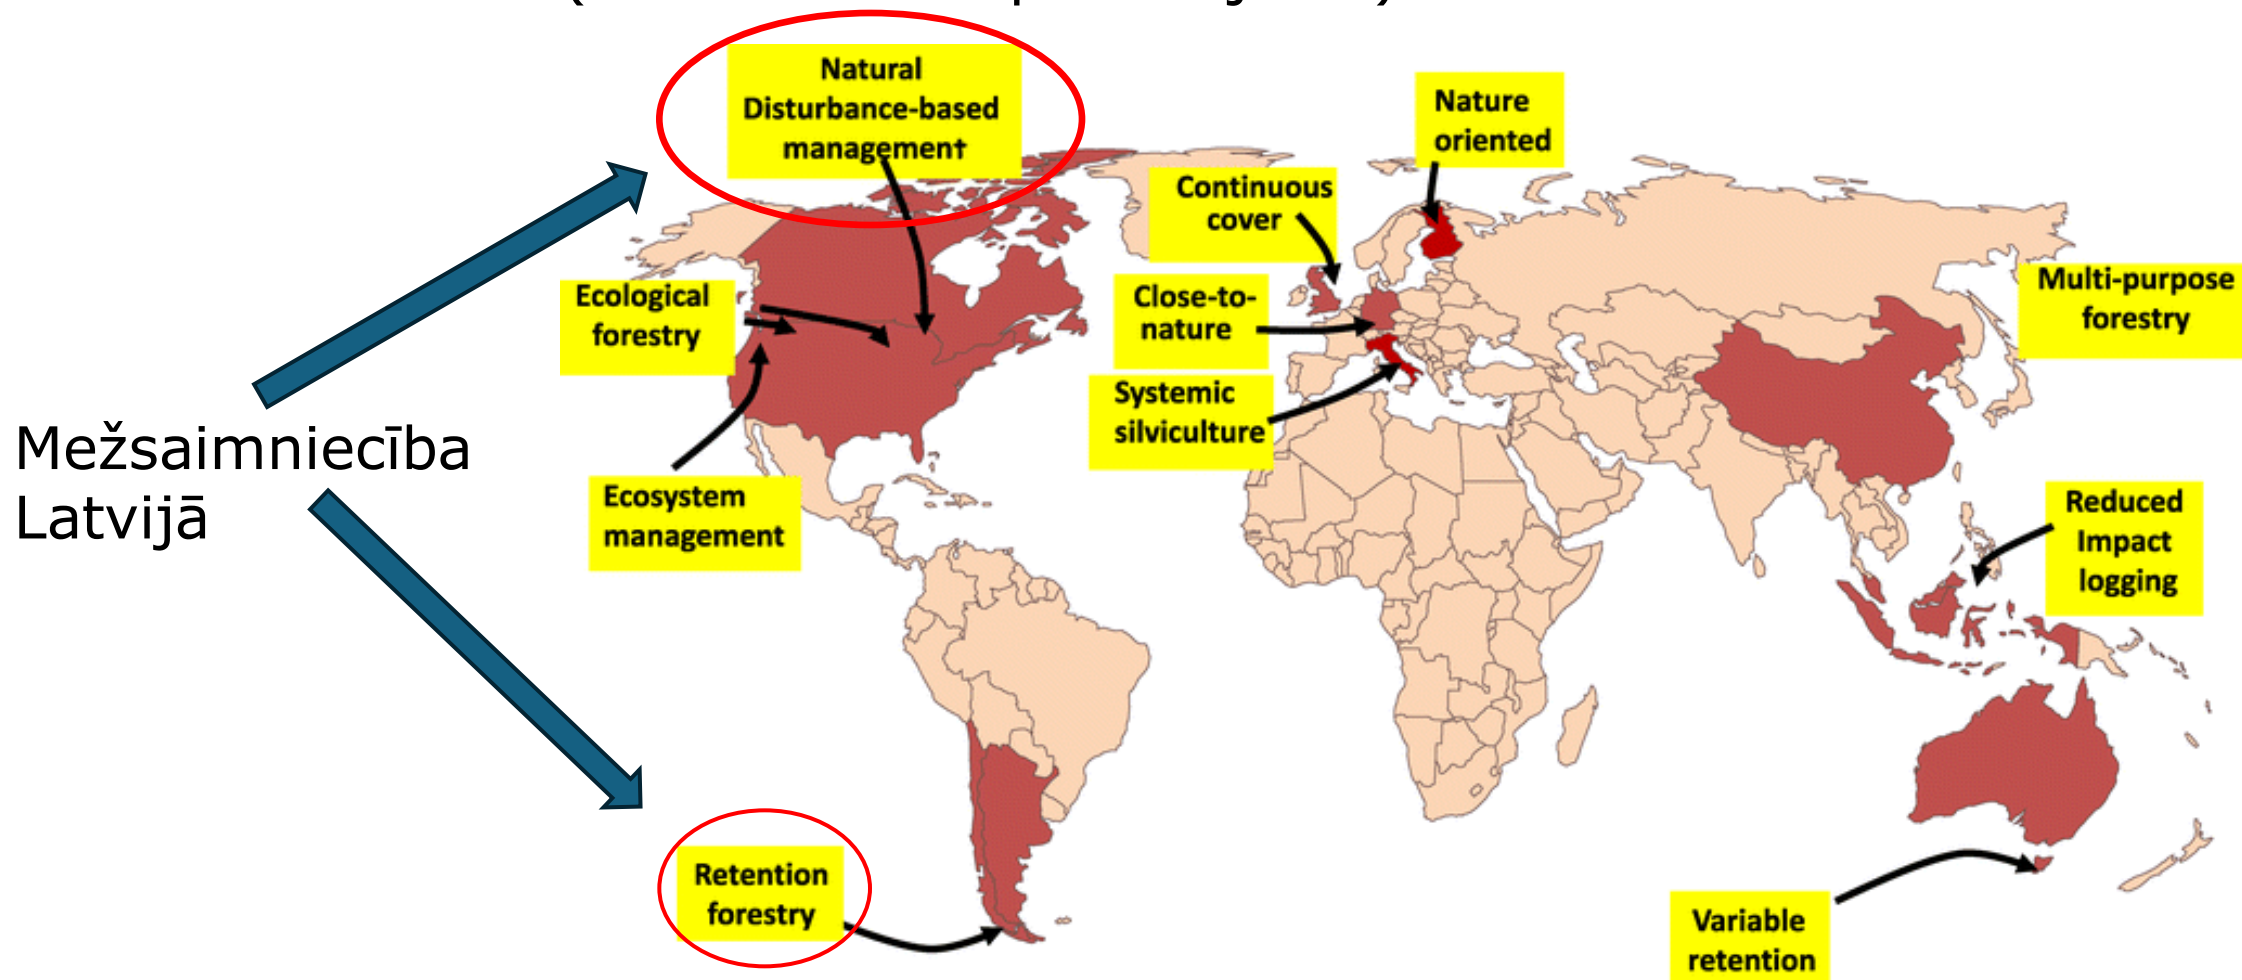 Natural
Disturbance-based
management
Nature
oriented
Continuous
cover
Ecological
forestry
Close-to-
nature
Multi-purpose
forestry
Systemic
silviculture
Mežsaimniecība
Latvijā
Ecosystem
management
Reduced
Impact
logging
Retention
forestry
Variable
retention